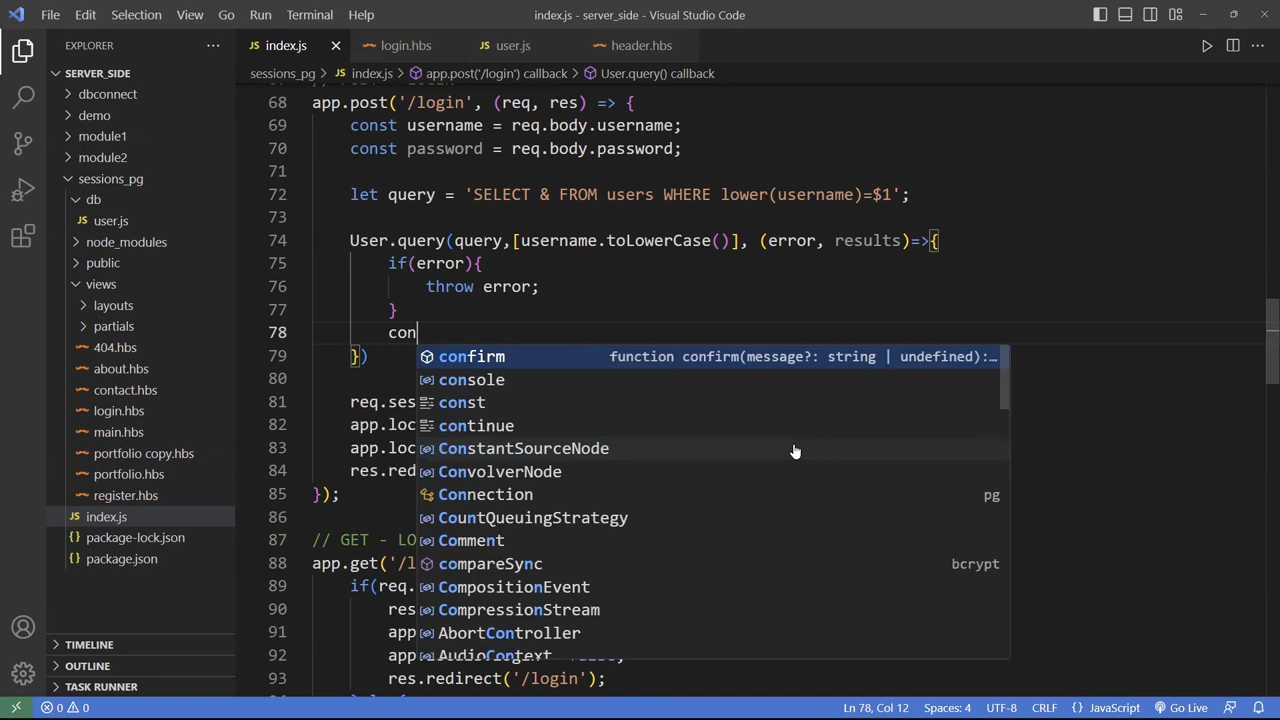 File Edit Selection View Go Run Terminal Help index.js - server_side - Visual Studio Code
EXPLORER
SERVER_SIDE
dbconnect
demo
module1
module2
sessions_pg
db
user.js
node_modules
public
views
layouts
partials
404.hbs
about.hbs
contact.hbs
login.hbs
main.hbs
portfolio copy.hbs
portfolio.hbs
register.hbs
index.js
package-lock.json
package.json
TIMELINE
OUTLINE
TASK RUNNER
index.js login.hbs user.js header.hbs
sessions_pg > index.js > app.post('/login') callback > User.query() callback
68 app.post('/login', (req, res) => {
69 const username = req.body.username;
70 const password = req.body.password;
71
72 let query = 'SELECT & FROM users WHERE lower(username)=$1';
73
74 User.query(query,[username.toLowerCase()], (error, results)=>{
75 if(error){
76 throw error;
77 }
78 con
79 })
80
81 req.ses
82 app.loc
83 app.loc
84 res.red
85 });
86
87 // GET - LO
88 app.get('/l
89 if(req.
90 res
91 app
92 app
93 res.redirect('/login');
confirm function confirm(message?: string | undefined):…
console
const
continue
ConstantSourceNode
ConvolverNode
Connection pg
CountQueuingStrategy
Comment
compareSync bcrypt
CompositionEvent
CompressionStream
AbortController
AudioContext
0 0 Ln 78, Col 12 Spaces: 4 UTF-8 CRLF {} JavaScript Go Live